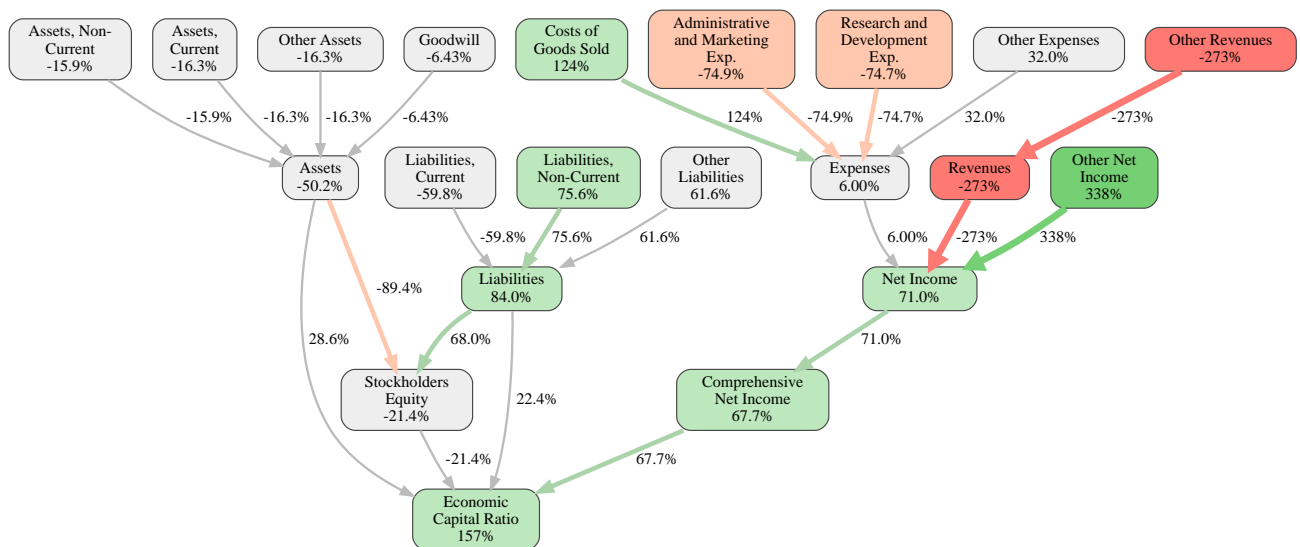 Assets, Non-
Current
-15.9%
Assets,
Current
-16.3%
Other Assets
-16.3%
Goodwill
-6.43%
Costs of
Goods Sold
124%
Administrative
and Marketing
Exp.
-74.9%
Research and
Development
Exp.
-74.7%
Other Expenses
32.0%
Other Revenues
-273%
-15.9%
-16.3%
-16.3%
-6.43%
124%
-74.9%
-74.7%
32.0%
-273%
Assets
-50.2%
Liabilities,
Current
-59.8%
Liabilities,
Non-Current
75.6%
Other
Liabilities
61.6%
Expenses
6.00%
Revenues
-273%
Other Net
Income
338%
-59.8%
75.6%
61.6%
6.00%
-273%
338%
-89.4%
Liabilities
84.0%
Net Income
71.0%
28.6%
68.0%
71.0%
Stockholders
Equity
-21.4%
22.4%
Comprehensive
Net Income
67.7%
-21.4%
67.7%
Economic
Capital Ratio
157%